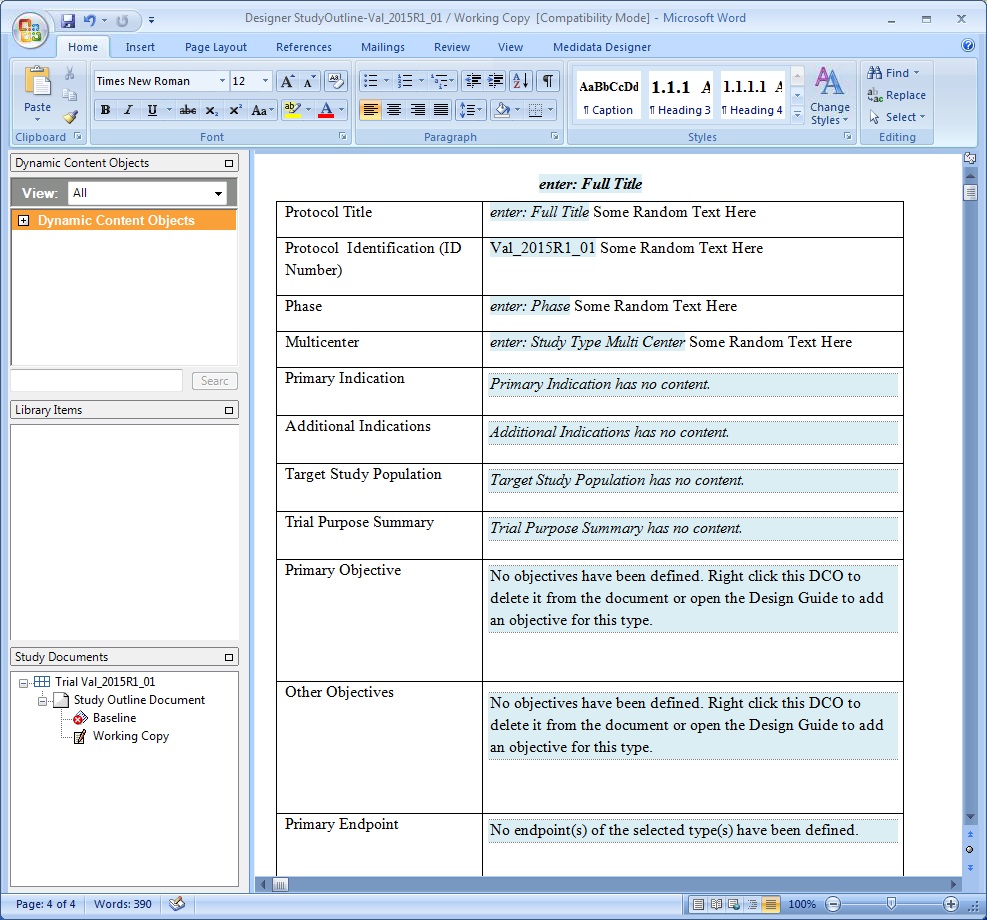 Designer StudyOutline-Val_2015R1_01 / Working Copy [Compatibility Mode] - Microsoft Word
Home Insert Page Layout References Mailings Review View Medidata Designer
Paste
Clipboard
Times New Roman 12
B I U abc x₂ x² Aa ab A
Font
Paragraph
AaBbCcDd 1.1.1 A 1.1.1.1 A
¶ Caption ¶ Heading 3 ¶ Heading 4
Change Styles
Styles
Find
Replace
Select
Editing
Dynamic Content Objects
View: All
Dynamic Content Objects
Searc
Library Items
Study Documents
Trial Val_2015R1_01
Study Outline Document
Baseline
Working Copy
enter: Full Title
Protocol Title enter: Full Title Some Random Text Here
Protocol Identification (ID Val_2015R1_01 Some Random Text Here
Number)
Phase enter: Phase Some Random Text Here
Multicenter enter: Study Type Multi Center Some Random Text Here
Primary Indication Primary Indication has no content.
Additional Indications Additional Indications has no content.
Target Study Population Target Study Population has no content.
Trial Purpose Summary Trial Purpose Summary has no content.
Primary Objective No objectives have been defined. Right click this DCO to
delete it from the document or open the Design Guide to add
an objective for this type.
Other Objectives No objectives have been defined. Right click this DCO to
delete it from the document or open the Design Guide to add
an objective for this type.
Primary Endpoint No endpoint(s) of the selected type(s) have been defined.
Page: 4 of 4 Words: 390 100%